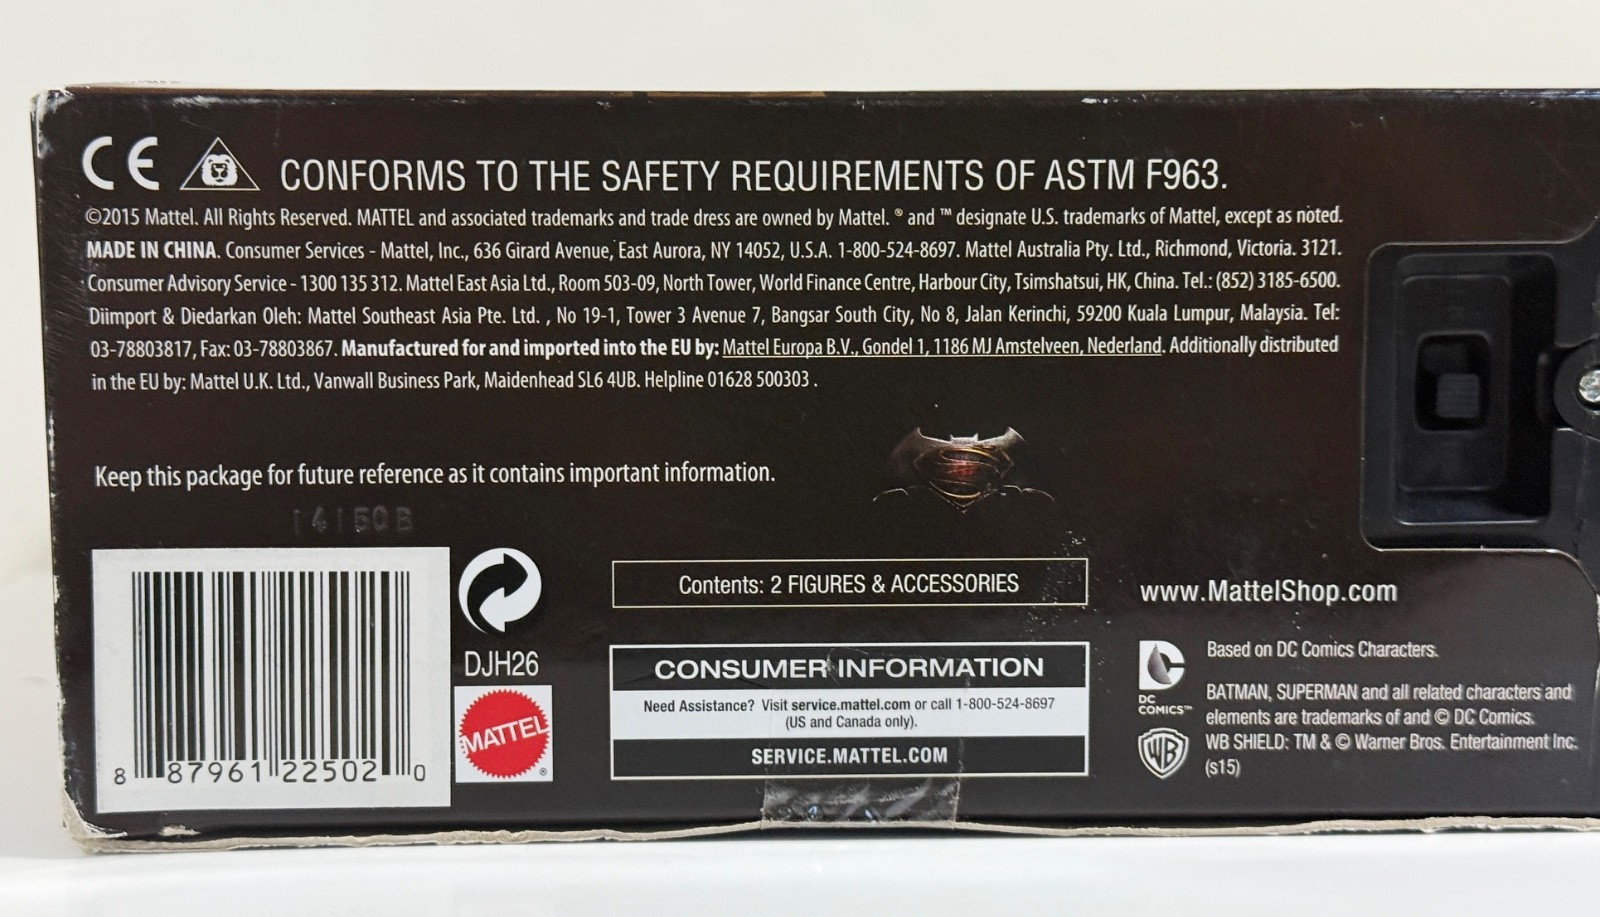 CE CONFORMS TO THE SAFETY REQUIREMENTS OF ASTM F963.
©2015 Mattel. All Rights Reserved. MATTEL and associated trademarks and trade dress are owned by Mattel. ® and ™ designate U.S. trademarks of Mattel, except as noted.
MADE IN CHINA. Consumer Services - Mattel, Inc., 636 Girard Avenue, East Aurora, NY 14052, U.S.A. 1-800-524-8697. Mattel Australia Pty. Ltd., Richmond, Victoria. 3121.
Consumer Advisory Service - 1300 135 312. Mattel East Asia Ltd., Room 503-09, North Tower, World Finance Centre, Harbour City, Tsimshatsui, HK, China. Tel.: (852) 3185-6500.
Diimport & Diedarkan Oleh: Mattel Southeast Asia Pte. Ltd. , No 19-1, Tower 3 Avenue 7, Bangsar South City, No 8, Jalan Kerinchi, 59200 Kuala Lumpur, Malaysia. Tel:
03-78803817, Fax: 03-78803867. Manufactured for and imported into the EU by: Mattel Europa B.V., Gondel 1, 1186 MJ Amstelveen, Nederland. Additionally distributed
in the EU by: Mattel U.K. Ltd., Vanwall Business Park, Maidenhead SL6 4UB. Helpline 01628 500303 .
Keep this package for future reference as it contains important information.
8 87961 22502 0
DJH26
MATTEL ®
Contents: 2 FIGURES & ACCESSORIES
CONSUMER INFORMATION
Need Assistance? Visit service.mattel.com or call 1-800-524-8697
(US and Canada only).
SERVICE.MATTEL.COM
www.MattelShop.com
DC
COMICS™
WB
Based on DC Comics Characters.
BATMAN, SUPERMAN and all related characters and
elements are trademarks of and © DC Comics.
WB SHIELD: TM & © Warner Bros. Entertainment Inc.
(s15)